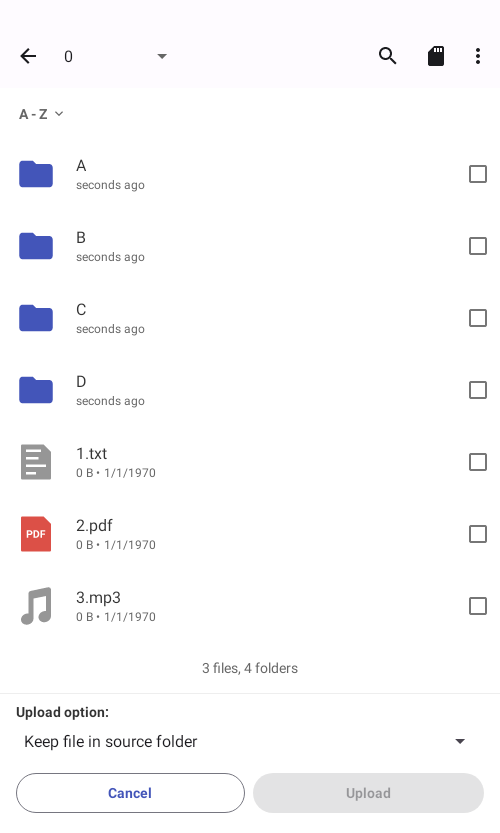 0
A - Z
A
seconds ago
B
seconds ago
C
seconds ago
D
seconds ago
1.txt
0 B • 1/1/1970
PDF
2.pdf
0 B • 1/1/1970
3.mp3
0 B • 1/1/1970
3 files, 4 folders
Upload option:
Keep file in source folder
Cancel
Upload